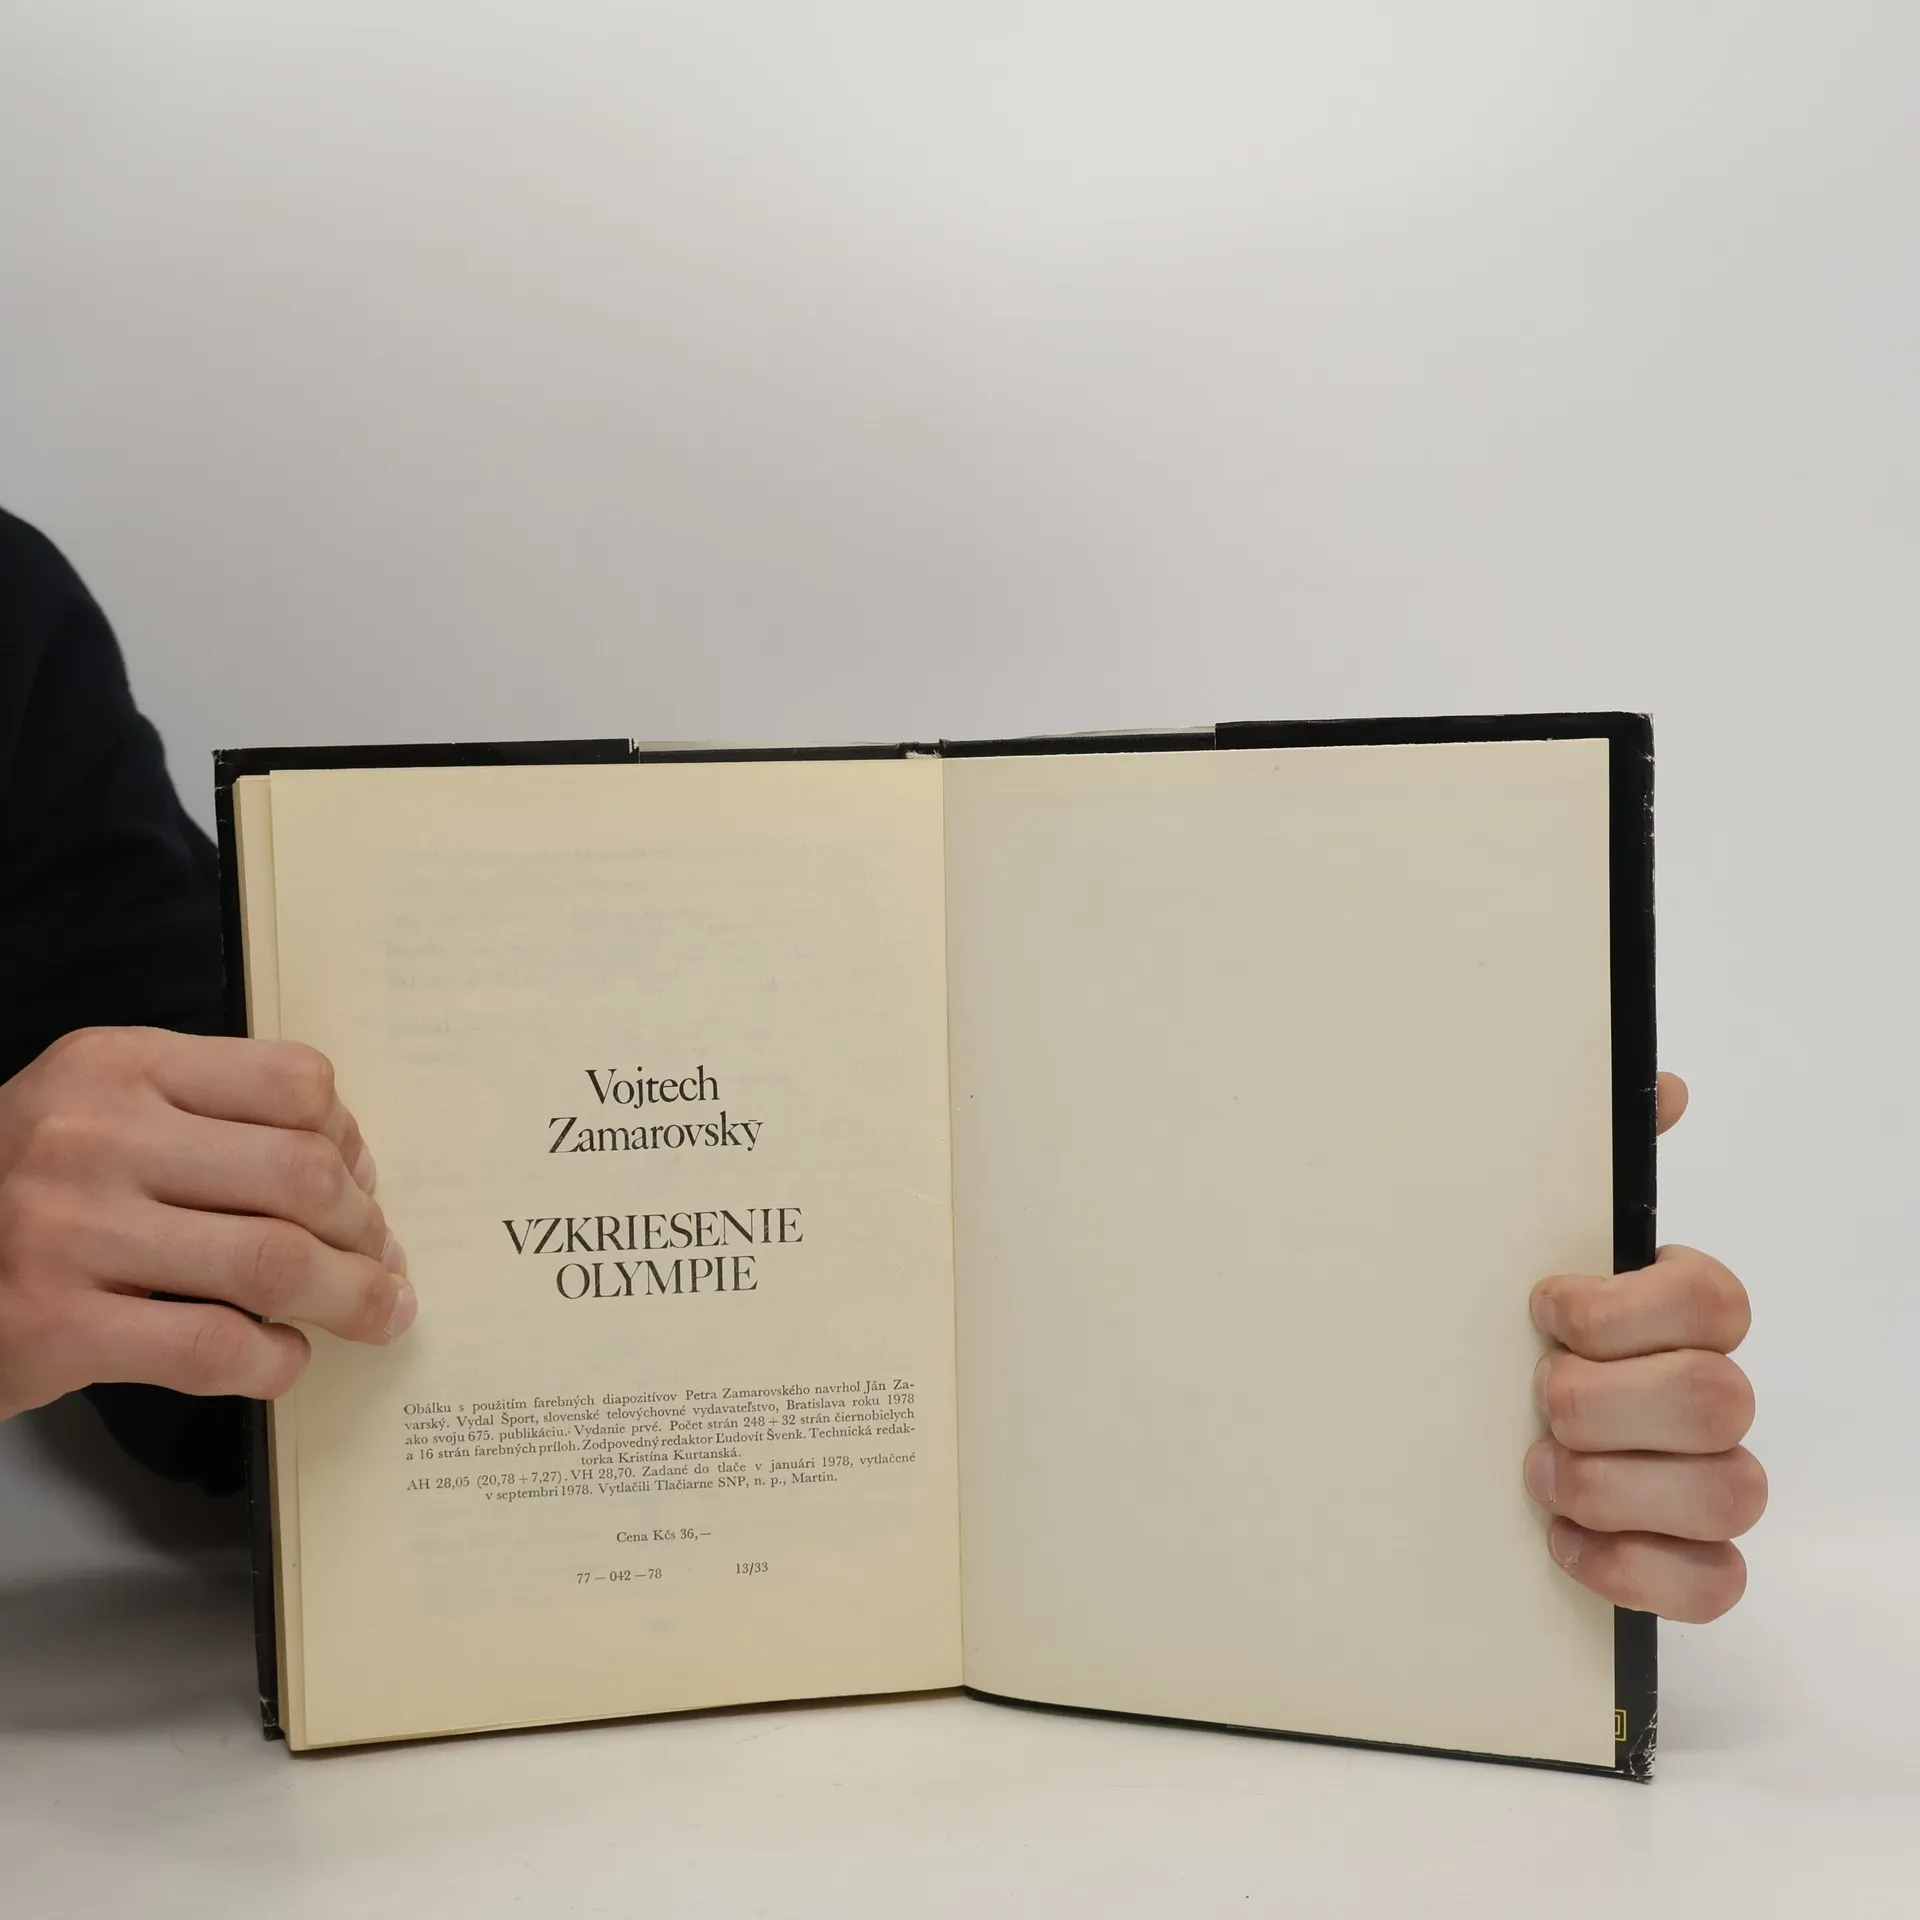 Vojtech
Zamarovský
VZKRIESENIE
OLYMPIE
Obálku s použitím farebných diapozitívov Petra Zamarovského navrhol Ján Za-
varský. Vydal Šport, slovenské telovýchovné vydavateľstvo, Bratislava roku 1978
ako svoju 675. publikáciu. Vydanie prvé. Počet strán 248 + 32 strán čiernobielych
a 16 strán farebných príloh. Zodpovedný redaktor Ľudovít Švenk. Technická redak-
torka Kristína Kurtanská.
AH 28,05 (20,78 + 7,27). VH 28,70. Zadané do tlače v januári 1978, vytlačené
v septembri 1978. Vytlačili Tlačiarne SNP, n. p., Martin.
Cena Kčs 36,—
77 — 042 — 78 13/33